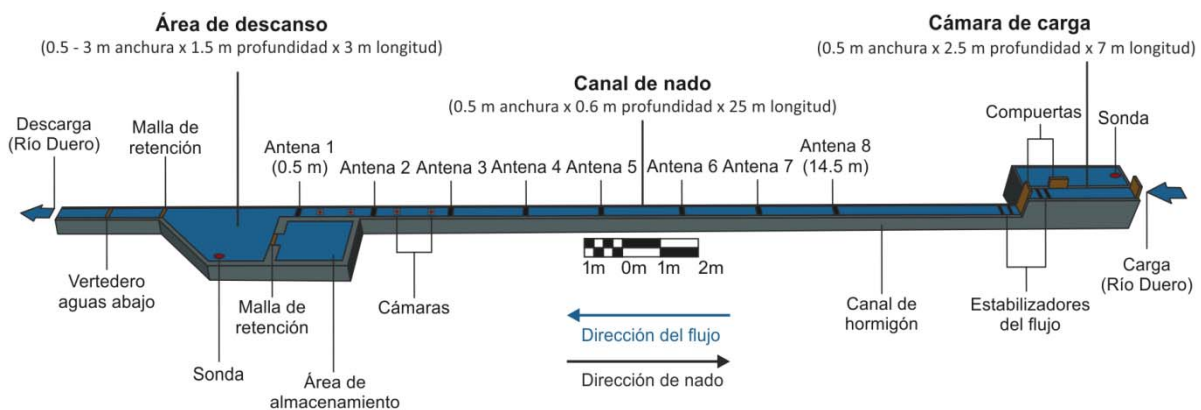 Área de descanso
(0.5 - 3 m anchura x 1.5 m profundidad x 3 m longitud)
Cámara de carga
(0.5 m anchura x 2.5 m profundidad x 7 m longitud)
Canal de nado
(0.5 m anchura x 0.6 m profundidad x 25 m longitud)
Descarga
(Río Duero)
Malla de
retención
Antena 1
(0.5 m)
Antena 2
Antena 3
Antena 4
Antena 5
Antena 6
Antena 7
Antena 8
(14.5 m)
Compuertas
Sonda
Vertedero
aguas abajo
Sonda
Malla de
retención
Área de
almacenamiento
Cámaras
1m 0m 1m 2m
Dirección del flujo
Dirección de nado
Canal de
hormigón
Estabilizadores
del flujo
Carga
(Río Duero)